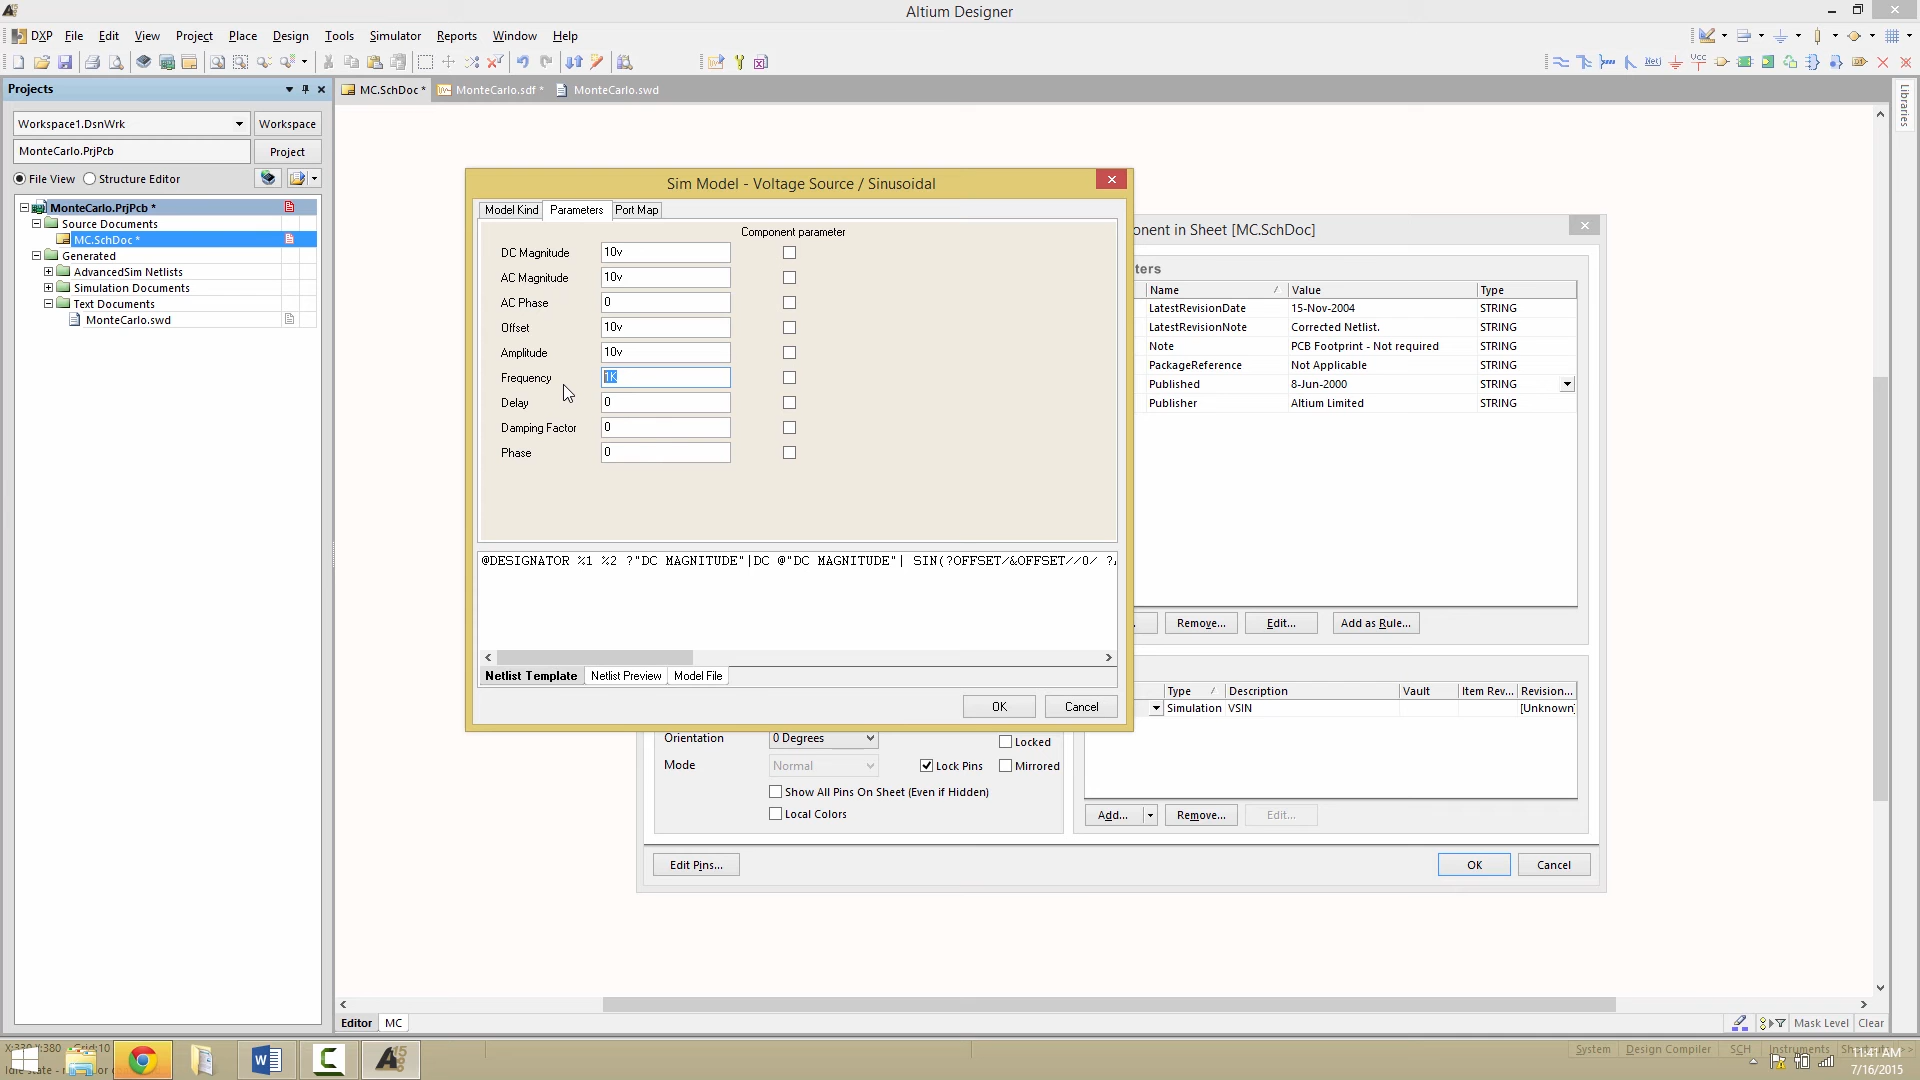 Altium Designer
DXP File Edit View Project Place Design Tools Simulator Reports Window Help
Projects
MC.SchDoc * MonteCarlo.sdf * MonteCarlo.swd
Libraries
Workspace1.DsnWrk Workspace
MonteCarlo.PrjPcb Project
File View Structure Editor
MonteCarlo.PrjPcb *
Source Documents
MC.SchDoc *
Generated
AdvancedSim Netlists
Simulation Documents
Text Documents
MonteCarlo.swd
Sim Model - Voltage Source / Sinusoidal
Model Kind Parameters Port Map
Component parameter
DC Magnitude 10v
AC Magnitude 10v
AC Phase 0
Offset 10v
Amplitude 10v
Frequency 1K
Delay 0
Damping Factor 0
Phase 0
@DESIGNATOR %1 %2 ?"DC MAGNITUDE"|DC @"DC MAGNITUDE"| SIN(?OFFSET/&OFFSET//0/ ?
Netlist Template Netlist Preview Model File
OK Cancel
onent in Sheet [MC.SchDoc]
ters
Name Value Type
LatestRevisionDate 15-Nov-2004 STRING
LatestRevisionNote Corrected Netlist. STRING
Note PCB Footprint - Not required STRING
PackageReference Not Applicable STRING
Published 8-Jun-2000 STRING
Publisher Altium Limited STRING
Remove... Edit... Add as Rule...
Type Description Vault Item Rev... Revision...
Simulation VSIN [Unknown]
Orientation 0 Degrees Locked
Mode Normal Lock Pins Mirrored
Show All Pins On Sheet (Even if Hidden)
Local Colors
Add... Remove... Edit...
Edit Pins... OK Cancel
Editor MC
Mask Level Clear
X:330 Y:380 Grid:10
System Design Compiler SCH Instruments >>
11:41 AM
7/16/2015